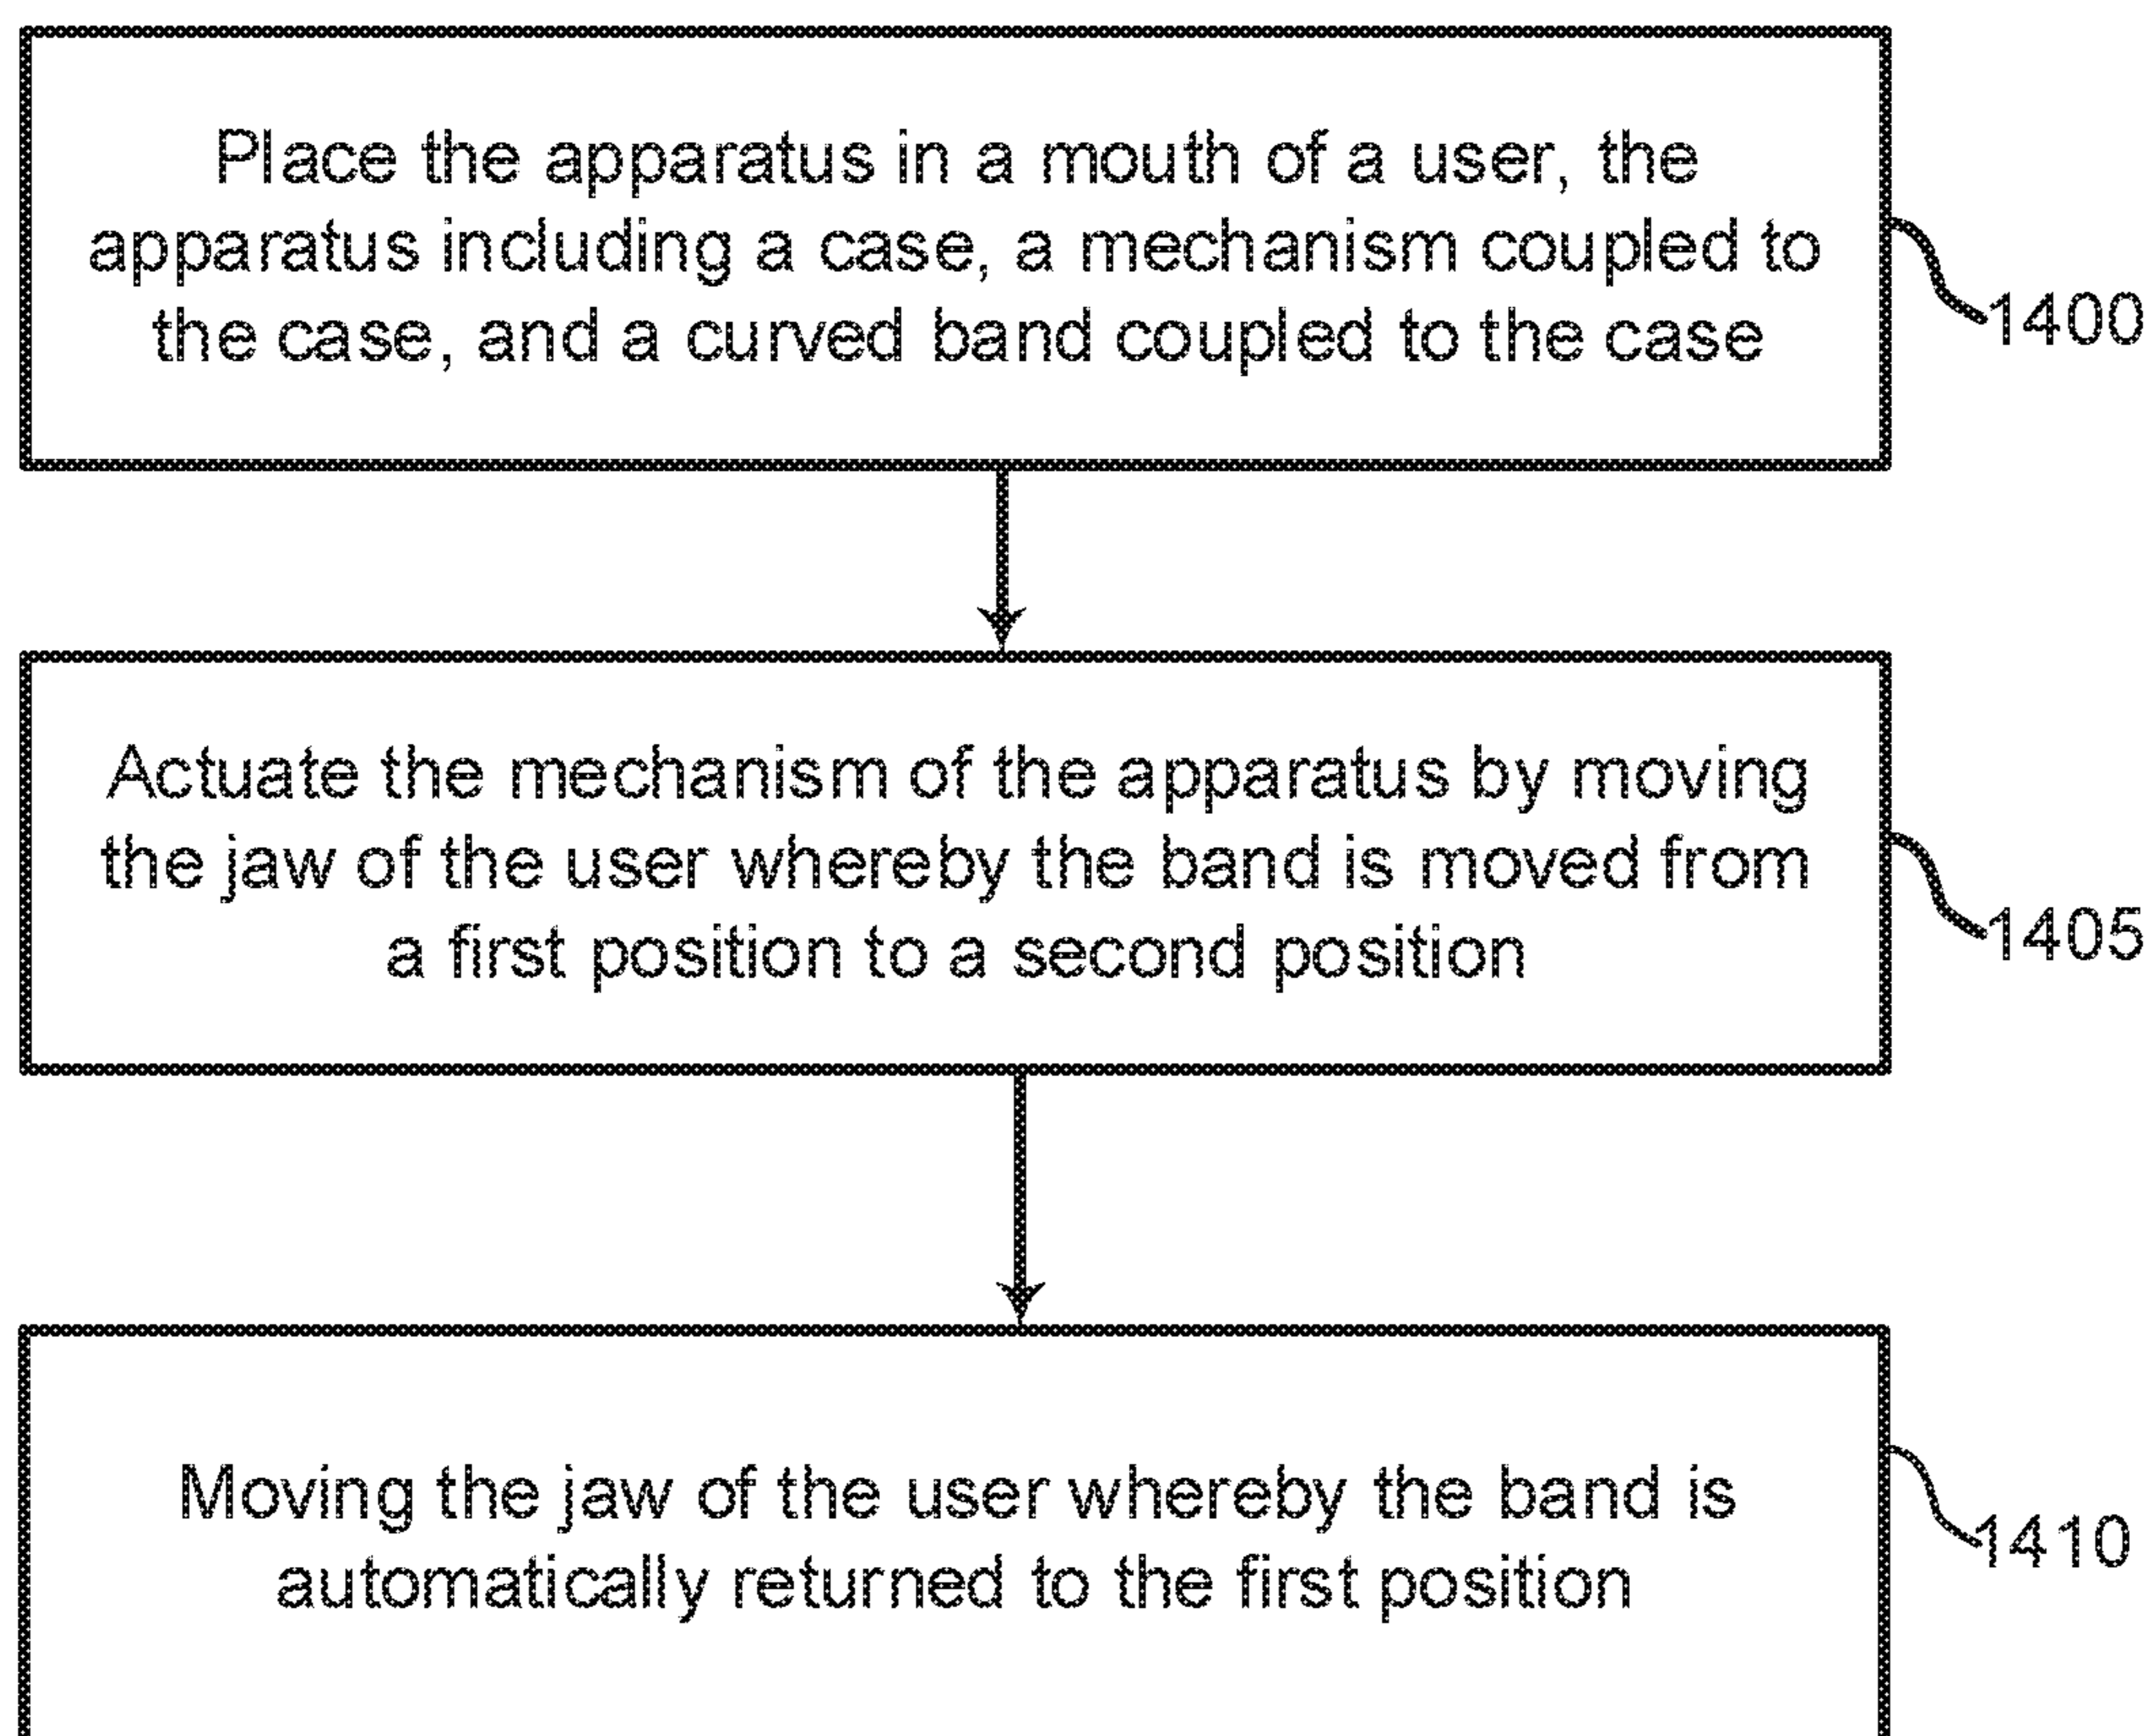 Place the apparatus in a mouth of a user, the
apparatus including a case, a mechanism coupled to
the case, and a curved band coupled to the case
1400
Actuate the mechanism of the apparatus by moving
the jaw of the user whereby the band is moved from
a first position to a second position
1405
Moving the jaw of the user whereby the band is
automatically returned to the first position
1410